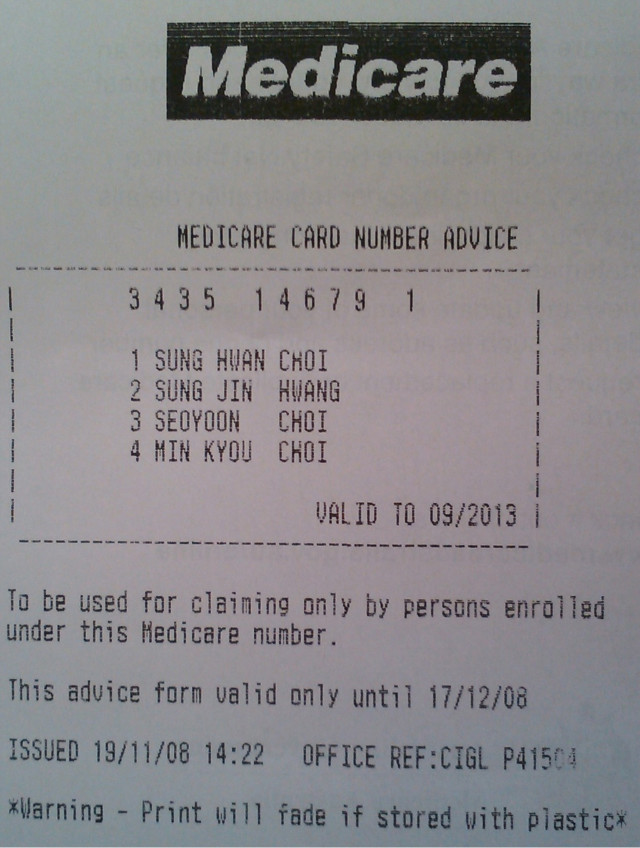 Medicare
MEDICARE CARD NUMBER ADVICE
3435 14679 1
1 SUNG HWAN CHOI
2 SUNG JIN HWANG
3 SEOYOON CHOI
4 MIN KYOU CHOI
VALID TO 09/2013
To be used for claiming only by persons enrolled
under this Medicare number.
This advice form valid only until 17/12/08
ISSUED 19/11/08 14:22 OFFICE REF:CIGL P41504
*Warning - Print will fade if stored with plastic*